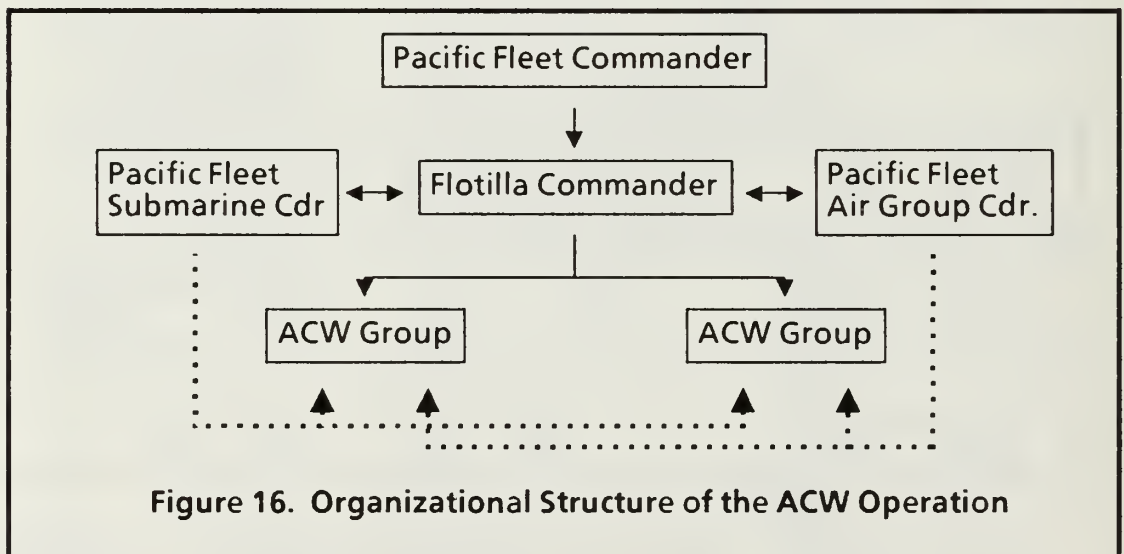 Pacific Fleet Commander
Pacific Fleet
Submarine Cdr
Flotilla Commander
Pacific Fleet
Air Group Cdr.
ACW Group
ACW Group
Figure 16. Organizational Structure of the ACW Operation